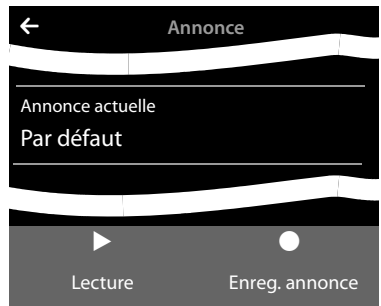 Annonce
Annonce actuelle
Par défaut
Lecture
Enreg. annonce